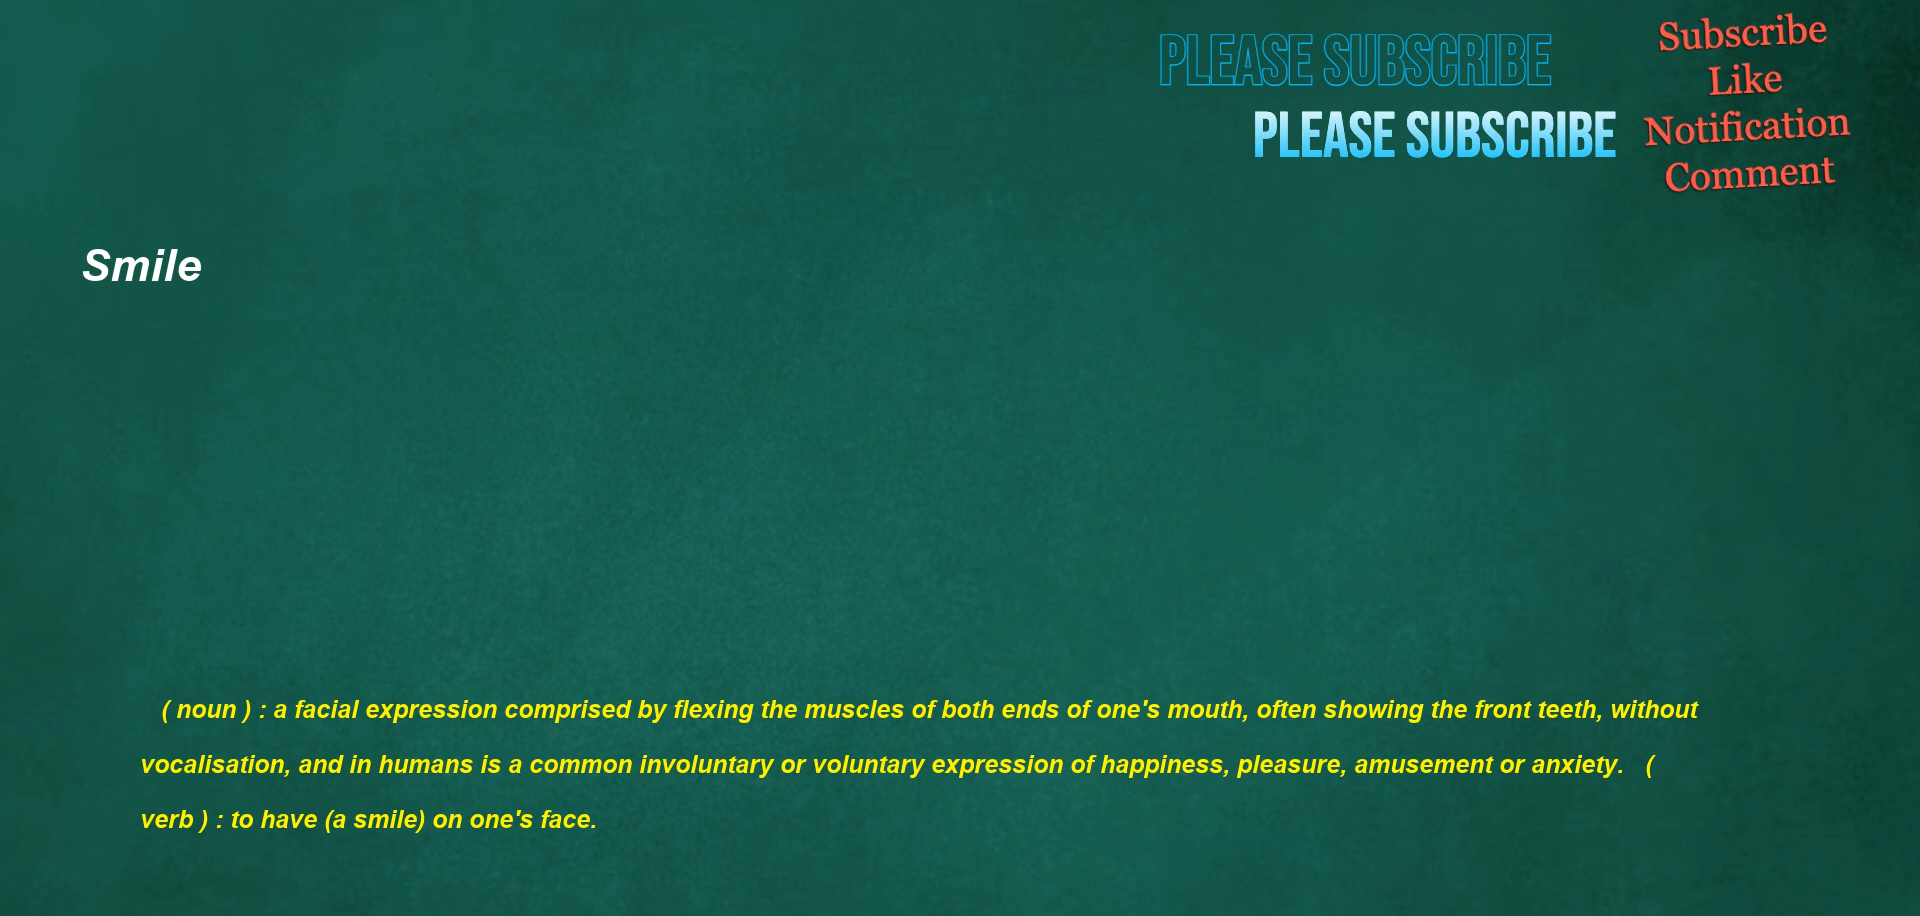 PLEASE SUBSCRIBE
PLEASE SUBSCRIBE
Subscribe
Like
Notification
Comment
Smile
( noun ) : a facial expression comprised by flexing the muscles of both ends of one's mouth, often showing the front teeth, without
vocalisation, and in humans is a common involuntary or voluntary expression of happiness, pleasure, amusement or anxiety. (
verb ) : to have (a smile) on one's face.